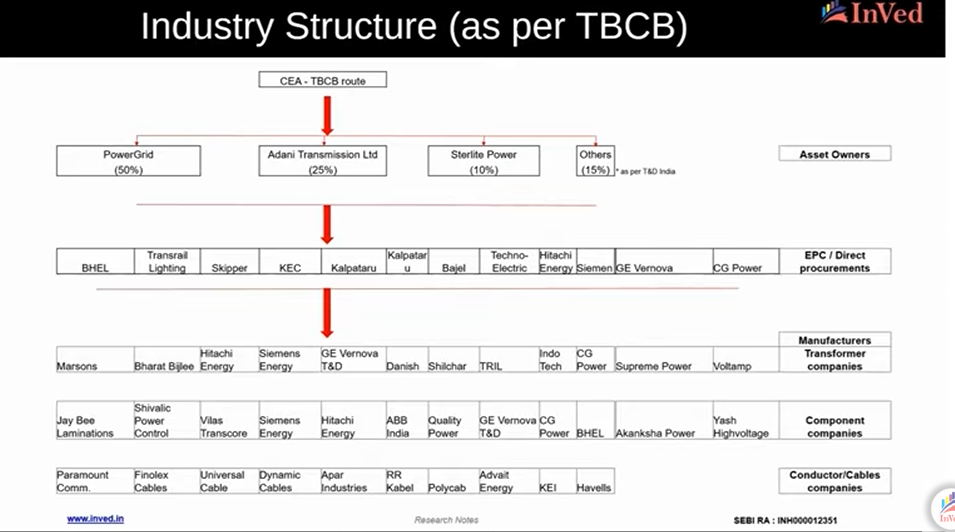 Industry Structure (as per TBCB)
InVed
CEA - TBCB route
PowerGrid
(50%)
Adani Transmission Ltd
(25%)
Sterlite Power
(10%)
Others
(15%)
* as per T&D India
Asset Owners
BHEL
Transrail
Lighting
Skipper
KEC
Kalpataru
Kalpatar
u
Bajel
Techno-
Electric
Hitachi
Energy
Siemen
GE Vernova
CG Power
EPC / Direct
procurements
Manufacturers
Marsons
Bharat Bijlee
Hitachi
Energy
Siemens
Energy
GE Vernova
T&D
Danish
Shilchar
TRIL
Indo
Tech
CG
Power
Supreme Power
Voltamp
Transformer
companies
Jay Bee
Laminations
Shivalic
Power
Control
Vilas
Transcore
Siemens
Energy
Hitachi
Energy
ABB
India
Quality
Power
GE Vernova
T&D
CG
Power
BHEL
Akanksha Power
Yash
Highvoltage
Component
companies
Paramount
Comm.
Finolex
Cables
Universal
Cable
Dynamic
Cables
Apar
Industries
RR
Kabel
Polycab
Advait
Energy
KEI
Havells
Conductor/Cables
companies
www.inved.in
Research Notes
SEBI RA : INH000012351